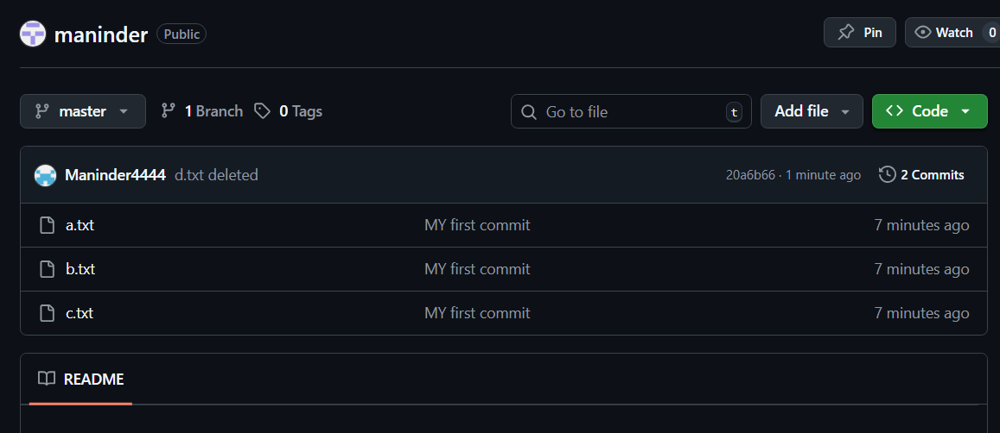 maninder Public Pin Watch 0
master 1 Branch 0 Tags Go to file t Add file Code
Maninder4444 d.txt deleted 20a6b66 · 1 minute ago 2 Commits
a.txt MY first commit 7 minutes ago
b.txt MY first commit 7 minutes ago
c.txt MY first commit 7 minutes ago
README